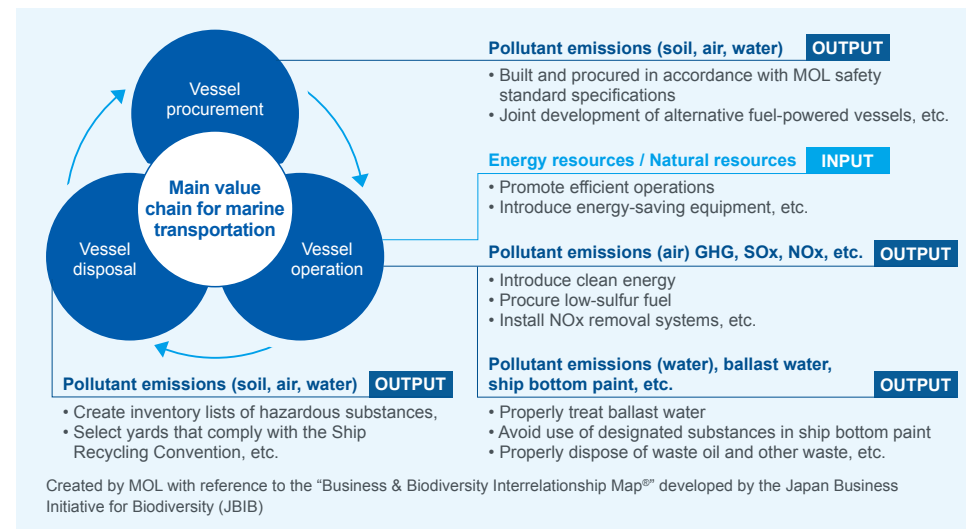 Vessel
procurement
Main value
chain for marine
transportation
Vessel
disposal
Vessel
operation
Pollutant emissions (soil, air, water) OUTPUT
• Built and procured in accordance with MOL safety
standard specifications
• Joint development of alternative fuel-powered vessels, etc.
Energy resources / Natural resources INPUT
• Promote efficient operations
• Introduce energy-saving equipment, etc.
Pollutant emissions (air) GHG, SOx, NOx, etc. OUTPUT
• Introduce clean energy
• Procure low-sulfur fuel
• Install NOx removal systems, etc.
Pollutant emissions (water), ballast water,
ship bottom paint, etc. OUTPUT
• Properly treat ballast water
• Avoid use of designated substances in ship bottom paint
• Properly dispose of waste oil and other waste, etc.
Pollutant emissions (soil, air, water) OUTPUT
• Create inventory lists of hazardous substances,
• Select yards that comply with the Ship
Recycling Convention, etc.
Created by MOL with reference to the “Business & Biodiversity Interrelationship Map®” developed by the Japan Business
Initiative for Biodiversity (JBIB)